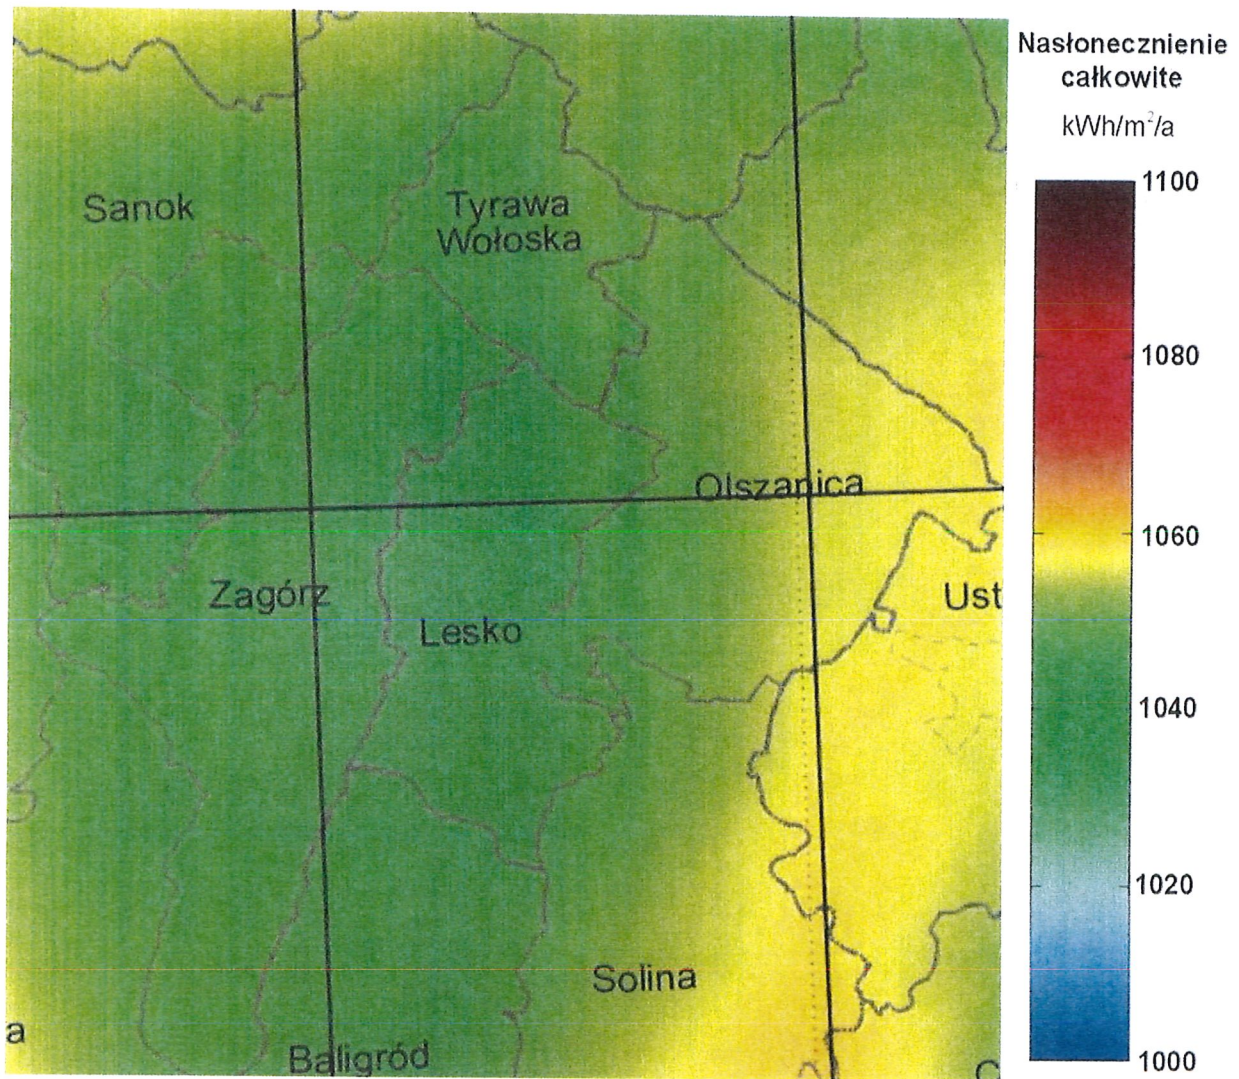 Nasłonecznienie
całkowite
kWh/m²/a
1100
1080
1060
1040
1020
1000
Sanok
Tyrawa
Wołoska
Olszanica
Zagórz
Ust
Lesko
Solina
a
Baligród
C